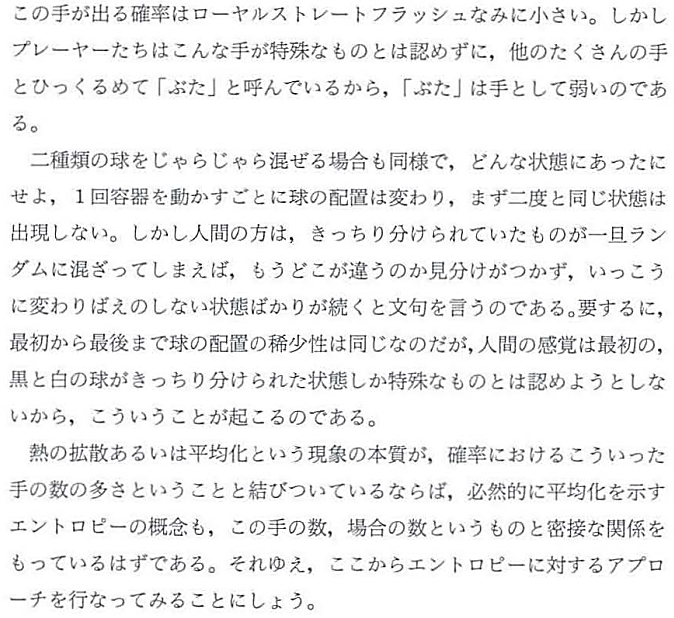 この手が出る確率はローヤルストレートフラッシュなみに小さい。しかし
プレーヤーたちはこんな手が特殊なものとは認めずに，他のたくさんの手
とひっくるめて「ぶた」と呼んでいるから，「ぶた」は手として弱いのであ
る。
　二種類の球をじゃらじゃら混ぜる場合も同様で，どんな状態にあったに
せよ，１回容器を動かすごとに球の配置は変わり，まず二度と同じ状態は
出現しない。しかし人間の方は，きっちり分けられていたものが一旦ラン
ダムに混ざってしまえば，もうどこが違うのか見分けがつかず，いっこう
に変わりばえのしない状態ばかりが続くと文句を言うのである。要するに，
最初から最後まで球の配置の稀少性は同じなのだが，人間の感覚は最初の，
黒と白の球がきっちり分けられた状態しか特殊なものとは認めようとしな
いから，こういうことが起こるのである。
　熱の拡散あるいは平均化という現象の本質が，確率におけるこういった
手の数の多さということと結びついているならば，必然的に平均化を示す
エントロピーの概念も，この手の数，場合の数というものと密接な関係を
もっているはずである。それゆえ，ここからエントロピーに対するアプロ
ーチを行なってみることにしょう。